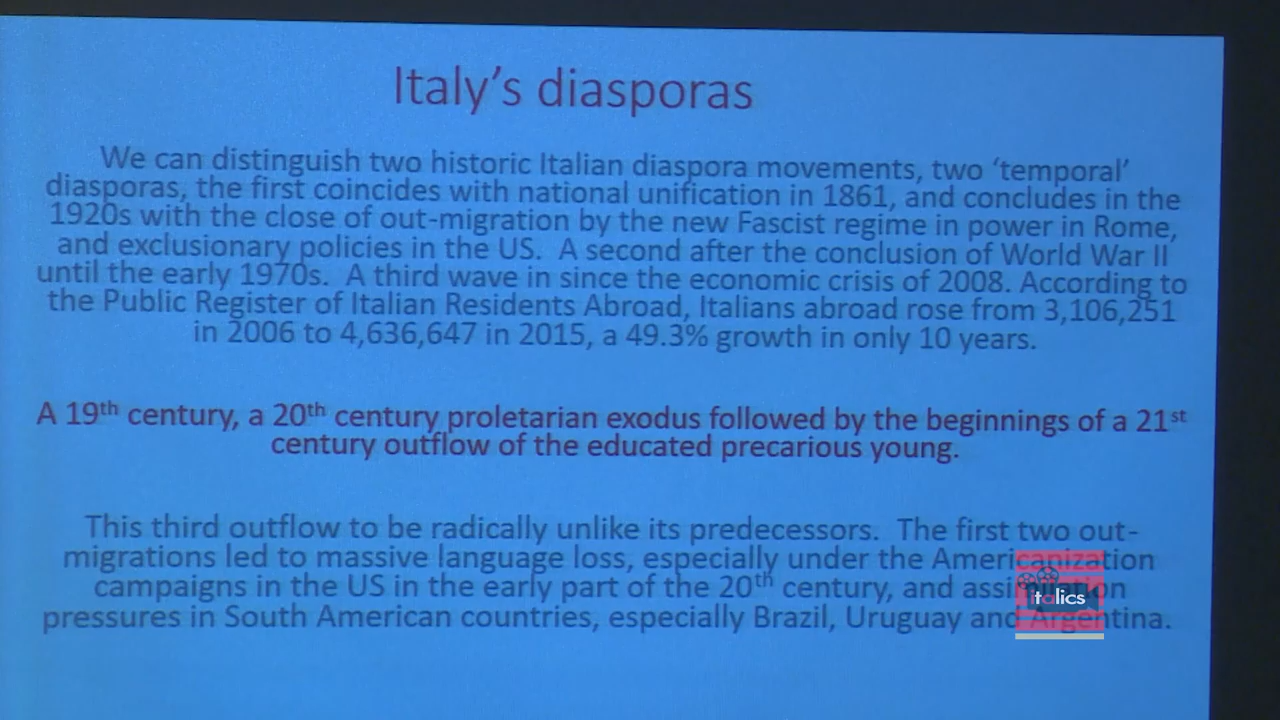 Italy's diasporas
We can distinguish two historic Italian diaspora movements, two 'temporal'
diasporas, the first coincides with national unification in 1861, and concludes in the
1920s with the close of out-migration by the new Fascist regime in power in Rome,
and exclusionary policies in the US. A second after the conclusion of World War II
until the early 1970s. A third wave in since the economic crisis of 2008. According to
the Public Register of Italian Residents Abroad, Italians abroad rose from 3,106,251
in 2006 to 4,636,647 in 2015, a 49.3% growth in only 10 years.
A 19th century, a 20th century proletarian exodus followed by the beginnings of a 21st
century outflow of the educated precarious young.
This third outflow to be radically unlike its predecessors. The first two out-
migrations led to massive language loss, especially under the Americanization
campaigns in the US in the early part of the 20th century, and
pressures in South American countries, especially Brazil, Uruguay and Argentina.
italics